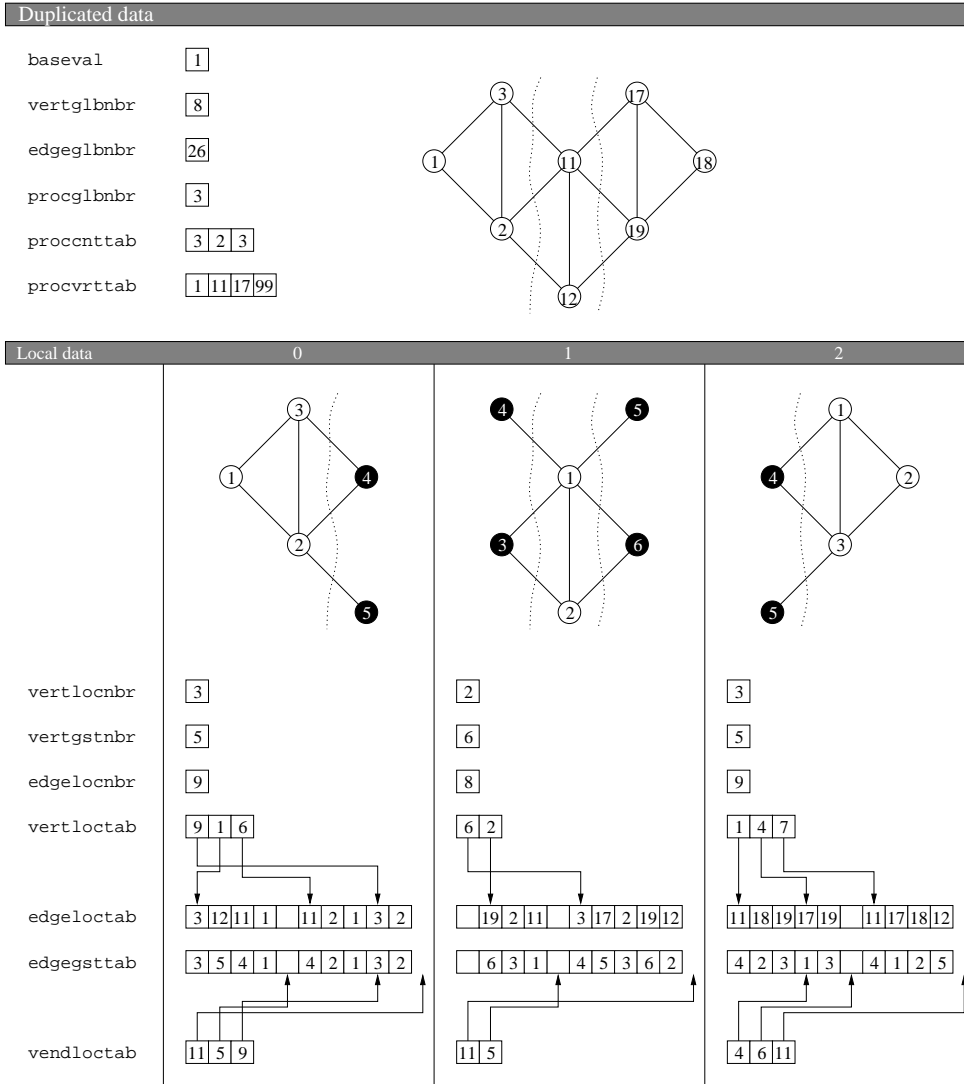 Duplicated data
baseval 1
vertglbnbr 8
edgeglbnbr 26
procglbnbr 3
proccnttab 3 2 3
procvrttab 1 11 17 99
3 17
1 11 18
2 19
12
Local data 0 1 2
3 4 5 1
1 4 1 4 2
2 3 6 3
5 2 5
vertlocnbr 3 2 3
vertgstnbr 5 6 5
edgelocnbr 9 8 9
vertloctab 9 1 6 6 2 1 4 7
edgeloctab 3 12 11 1 11 2 1 3 2 19 2 11 3 17 2 19 12 11 18 19 17 19 11 17 18 12
edgegsttab 3 5 4 1 4 2 1 3 2 6 3 1 4 5 3 6 2 4 2 3 1 3 4 1 2 5
vendloctab 11 5 9 11 5 4 6 11